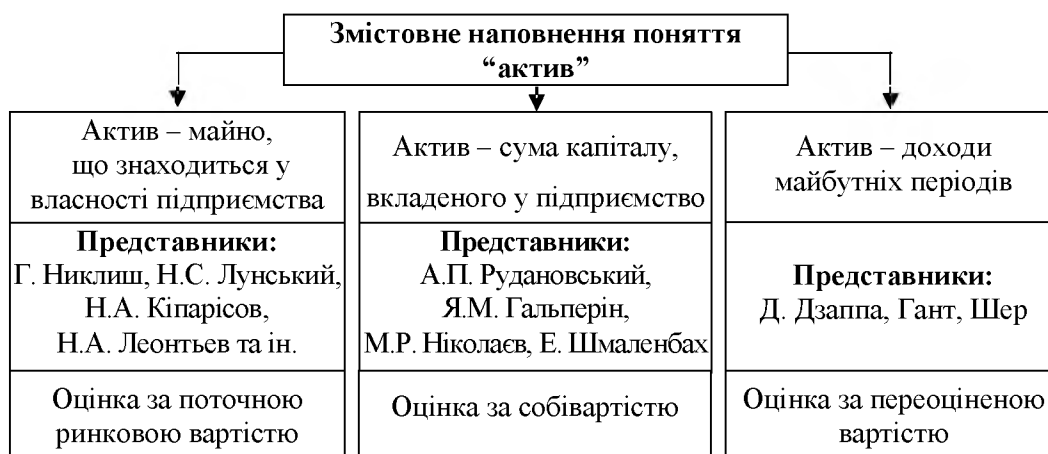 Змістовне наповнення поняття
“актив”
Актив – майно,
що знаходиться у
власності підприємства
Представники:
Г. Никлиш, Н.С. Лунський,
Н.А. Кіпарісов,
Н.А. Леонтьев та ін.
Оцінка за поточною
ринковою вартістю
Актив – сума капіталу,
вкладеного у підприємство
Представники:
А.П. Рудановський,
Я.М. Гальперін,
М.Р. Ніколаєв, Е. Шмаленбах
Оцінка за собівартістю
Актив – доходи
майбутніх періодів
Представники:
Д. Дзаппа, Гант, Шер
Оцінка за переоціненою
вартістю